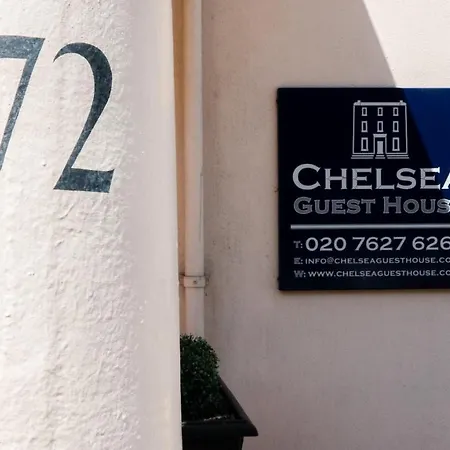 72
CHELSEA
GUEST HOUS
T: 020 7627 626
E: INFO@CHELSEAGUESTHOUSE.CO
W: WWW.CHELSEAGUESTHOUSE.CO